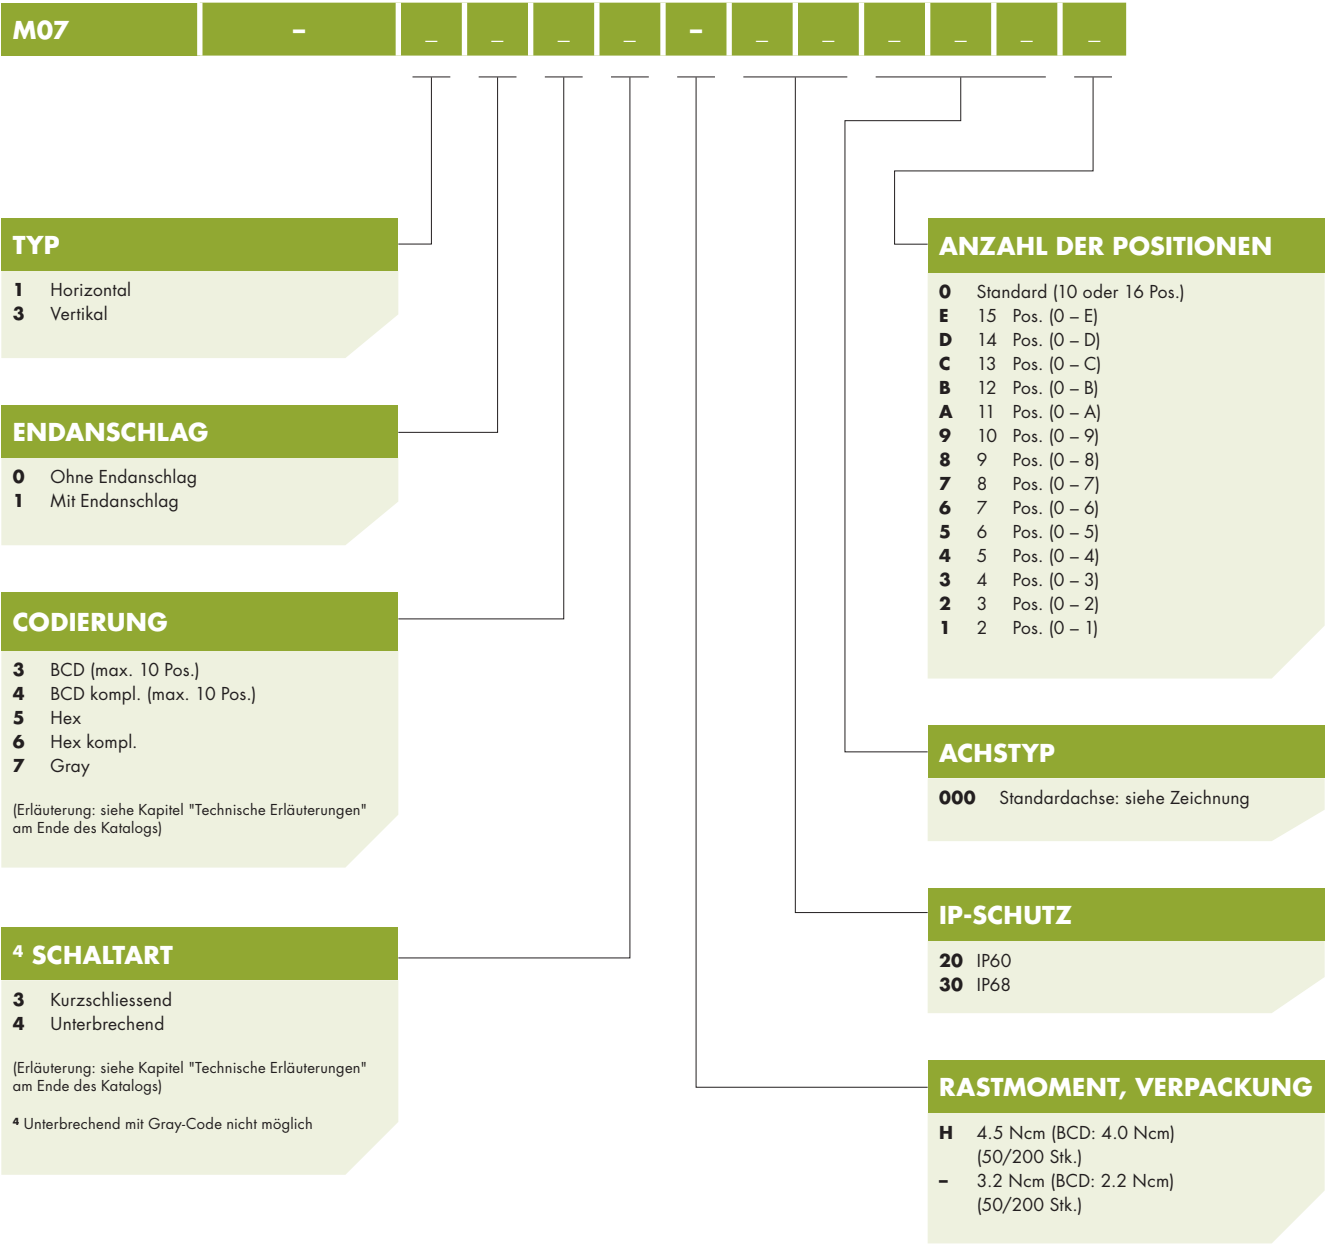 M07 – _ _ _ _ – _ _ _ _ _ _
TYP
1 Horizontal
3 Vertikal
ENDANSCHLAG
0 Ohne Endanschlag
1 Mit Endanschlag
CODIERUNG
3 BCD (max. 10 Pos.)
4 BCD kompl. (max. 10 Pos.)
5 Hex
6 Hex kompl.
7 Gray
(Erläuterung: siehe Kapitel "Technische Erläuterungen"
am Ende des Katalogs)
4 SCHALTART
3 Kurzschliessend
4 Unterbrechend
(Erläuterung: siehe Kapitel "Technische Erläuterungen"
am Ende des Katalogs)
4 Unterbrechend mit Gray-Code nicht möglich
ANZAHL DER POSITIONEN
0 Standard (10 oder 16 Pos.)
E 15 Pos. (0 – E)
D 14 Pos. (0 – D)
C 13 Pos. (0 – C)
B 12 Pos. (0 – B)
A 11 Pos. (0 – A)
9 10 Pos. (0 – 9)
8 9 Pos. (0 – 8)
7 8 Pos. (0 – 7)
6 7 Pos. (0 – 6)
5 6 Pos. (0 – 5)
4 5 Pos. (0 – 4)
3 4 Pos. (0 – 3)
2 3 Pos. (0 – 2)
1 2 Pos. (0 – 1)
ACHSTYP
000 Standardachse: siehe Zeichnung
IP-SCHUTZ
20 IP60
30 IP68
RASTMOMENT, VERPACKUNG
H 4.5 Ncm (BCD: 4.0 Ncm)
(50/200 Stk.)
– 3.2 Ncm (BCD: 2.2 Ncm)
(50/200 Stk.)